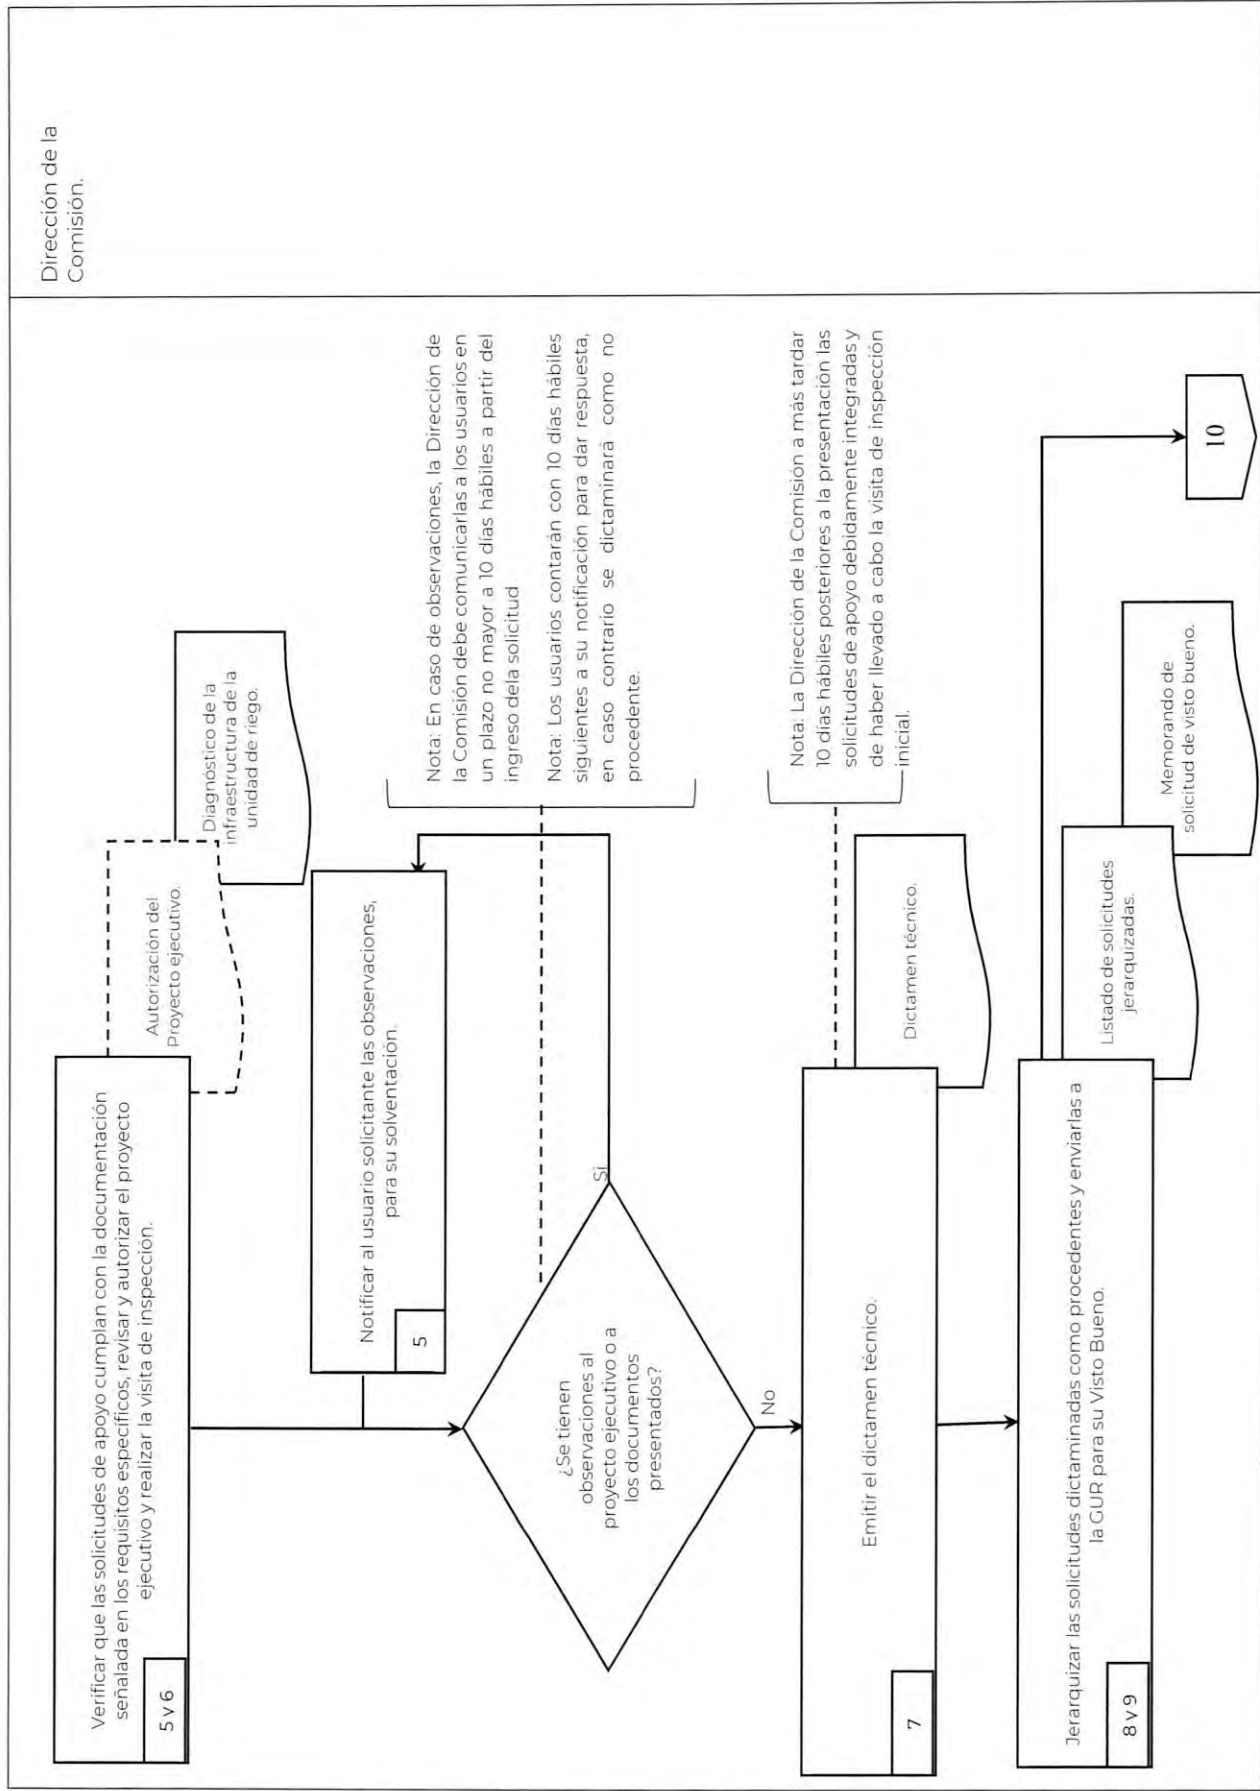 Verificar que las solicitudes de apoyo cumplan con la documentación
señalada en los requisitos específicos, revisar y autorizar el proyecto
ejecutivo y realizar la visita de inspección.
5 y 6
Autorización del
Proyecto ejecutivo.
Diagnóstico de la
infraestructura de la
unidad de riego.
Dirección de la
Comisión.
Notificar al usuario solicitante las observaciones,
para su solventación.
5
¿Se tienen
observaciones al
proyecto ejecutivo o a
los documentos
presentados?
Si
No
Nota: En caso de observaciones, la Dirección de
la Comisión debe comunicarlas a los usuarios en
un plazo no mayor a 10 días hábiles a partir del
ingreso dela solicitud
Nota: Los usuarios contarán con 10 días hábiles
siguientes a su notificación para dar respuesta,
en caso contrario se dictaminará como no
procedente.
Emitir el dictamen técnico.
7
Dictamen técnico.
Nota: La Dirección de la Comisión a más tardar
10 días hábiles posteriores a la presentación las
solicitudes de apoyo debidamente integradas y
de haber llevado a cabo la visita de inspección
inicial.
Jerarquizar las solicitudes dictaminadas como procedentes y enviarlas a
la GUR para su Visto Bueno.
8 y 9
Listado de solicitudes
jerarquizadas.
Memorando de
solicitud de visto bueno.
10